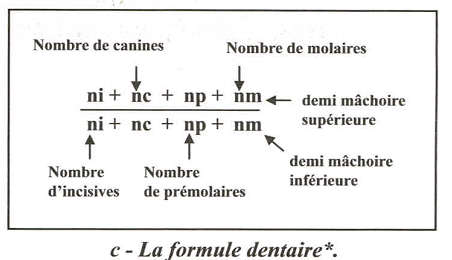 Nombre de canines
Nombre de molaires
ni + nc + np + nm
demi mâchoire
supérieure
ni + nc + np + nm
demi mâchoire
inférieure
Nombre
d'incisives
Nombre
de prémolaires
c - La formule dentaire*.